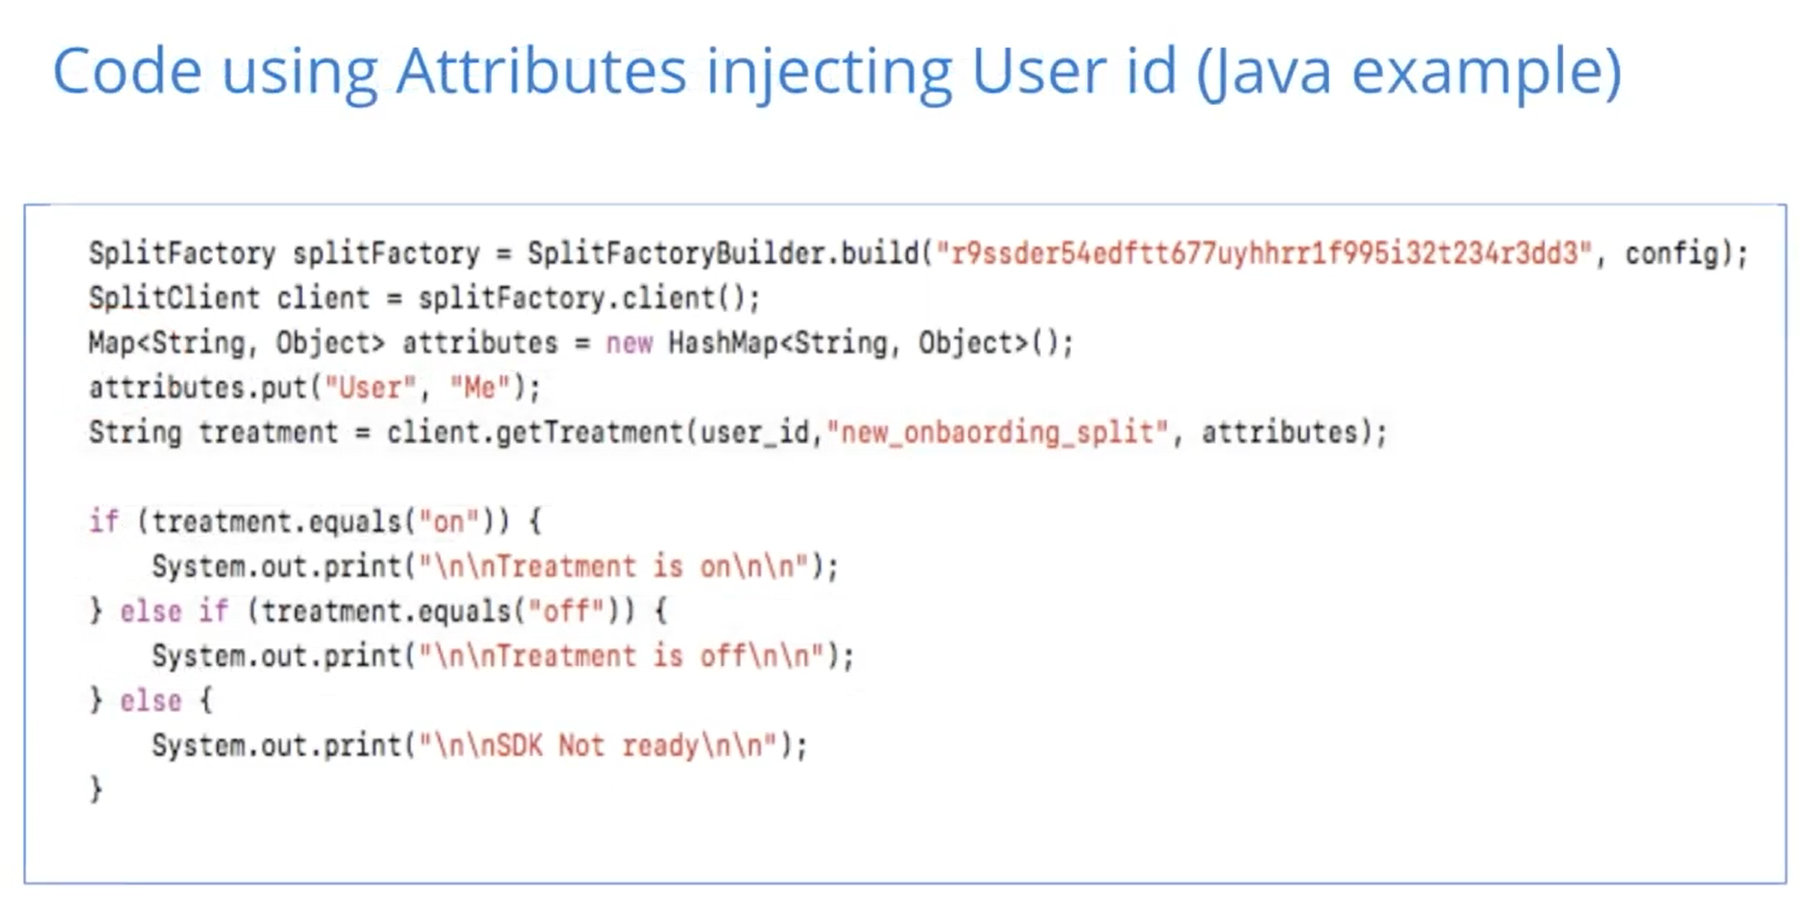 Code using Attributes injecting User id (Java example)
SplitFactory splitFactory = SplitFactoryBuilder.build("r9ssder54edftt677uyhhrr1f995i32t234r3dd3", config);
SplitClient client = splitFactory.client();
Map<String, Object> attributes = new HashMap<String, Object>();
attributes.put("User", "Me");
String treatment = client.getTreatment(user_id,"new_onbaording_split", attributes);
if (treatment.equals("on")) {
    System.out.print("\n\nTreatment is on\n\n");
} else if (treatment.equals("off")) {
    System.out.print("\n\nTreatment is off\n\n");
} else {
    System.out.print("\n\nSDK Not ready\n\n");
}